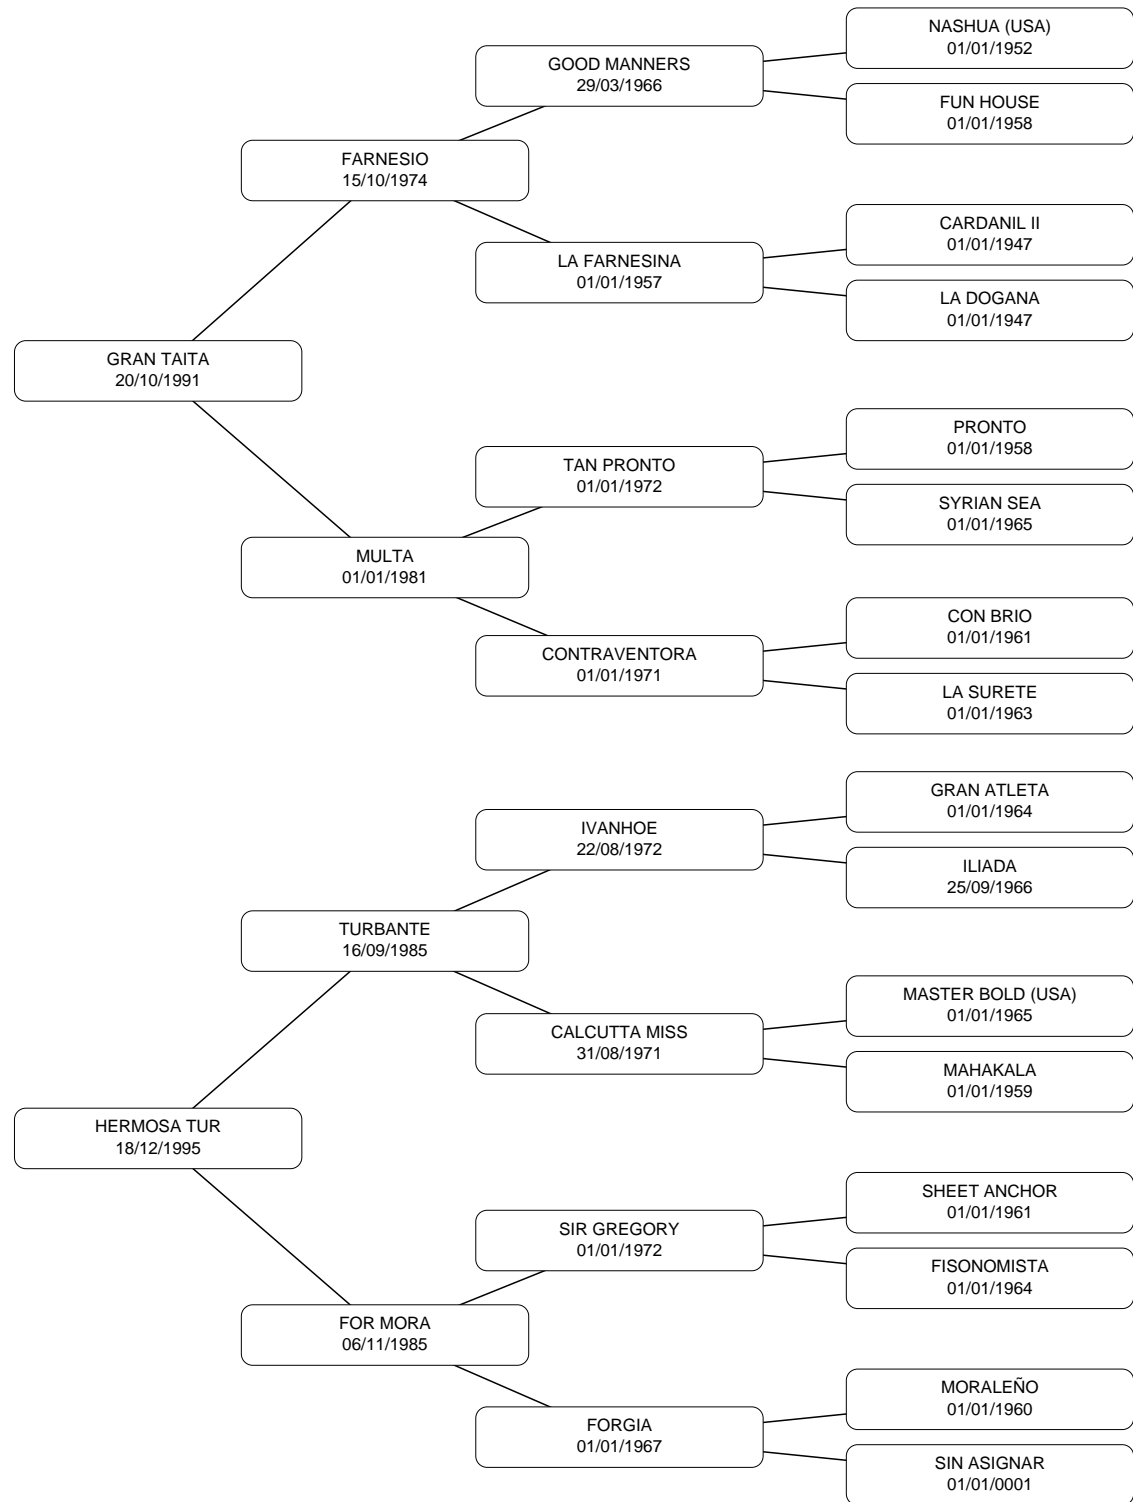 NASHUA (USA)
01/01/1952
GOOD MANNERS
29/03/1966
FUN HOUSE
01/01/1958
FARNESIO
15/10/1974
CARDANIL II
01/01/1947
LA FARNESINA
01/01/1957
LA DOGANA
01/01/1947
GRAN TAITA
20/10/1991
PRONTO
01/01/1958
TAN PRONTO
01/01/1972
SYRIAN SEA
01/01/1965
MULTA
01/01/1981
CON BRIO
01/01/1961
CONTRAVENTORA
01/01/1971
LA SURETE
01/01/1963
GRAN ATLETA
01/01/1964
IVANHOE
22/08/1972
ILIADA
25/09/1966
TURBANTE
16/09/1985
MASTER BOLD (USA)
01/01/1965
CALCUTTA MISS
31/08/1971
MAHAKALA
01/01/1959
HERMOSA TUR
18/12/1995
SHEET ANCHOR
01/01/1961
SIR GREGORY
01/01/1972
FISONOMISTA
01/01/1964
FOR MORA
06/11/1985
MORALEÑO
01/01/1960
FORGIA
01/01/1967
SIN ASIGNAR
01/01/0001